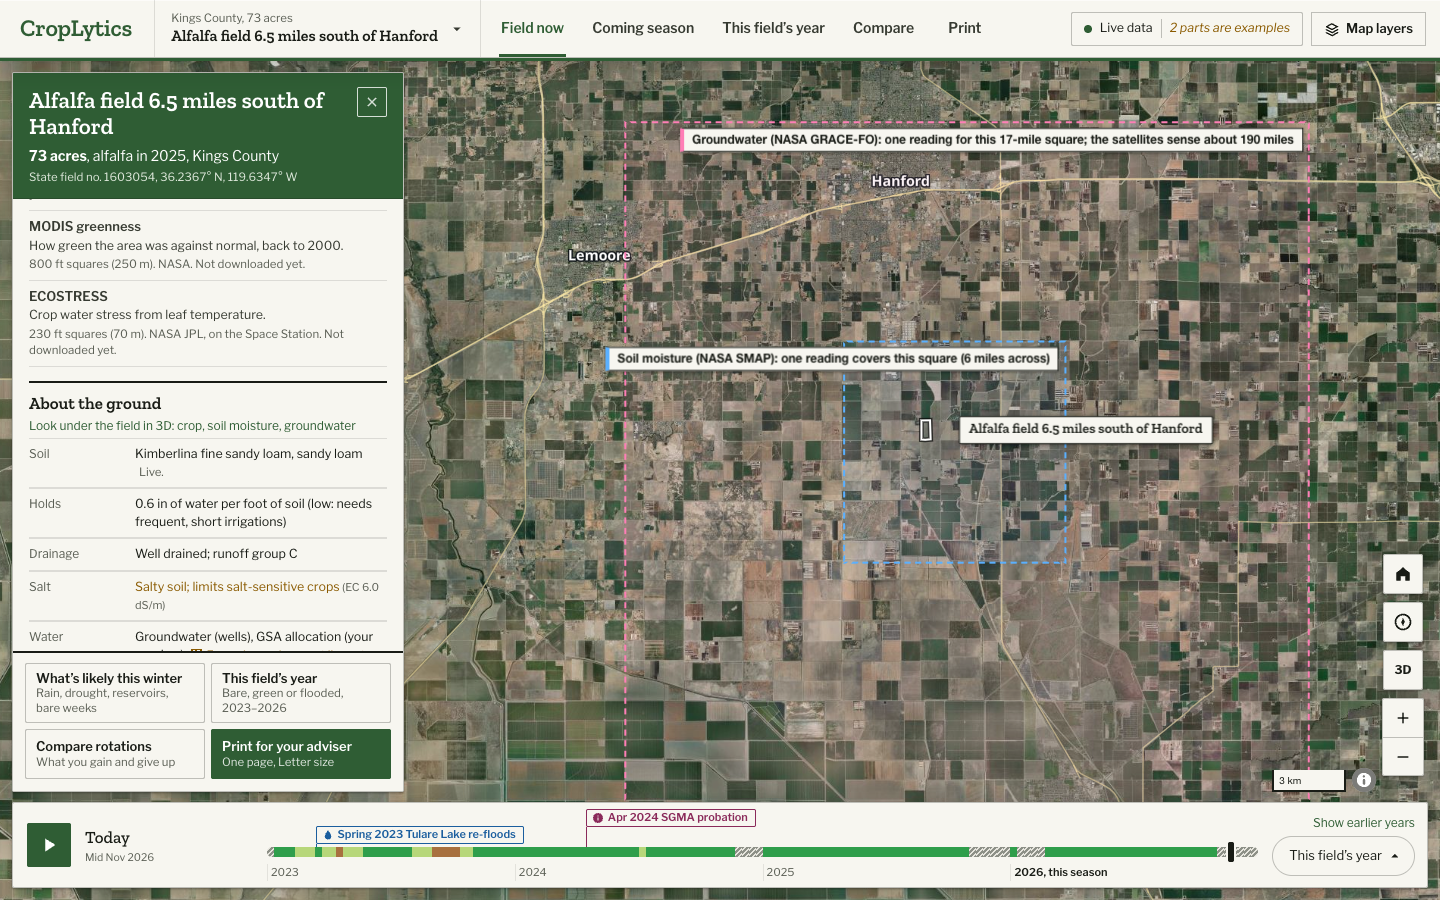 CropLytics
Kings County, 73 acres
Alfalfa field 6.5 miles south of Hanford
Field now
Coming season
This field’s year
Compare
Print
Live data
2 parts are examples
Map layers
Alfalfa field 6.5 miles south of
Hanford
73 acres, alfalfa in 2025, Kings County
State field no. 1603054, 36.2367° N, 119.6347° W
MODIS greenness
How green the area was against normal, back to 2000.
800 ft squares (250 m). NASA. Not downloaded yet.
ECOSTRESS
Crop water stress from leaf temperature.
230 ft squares (70 m). NASA JPL, on the Space Station. Not
downloaded yet.
About the ground
Look under the field in 3D: crop, soil moisture, groundwater
Soil
Kimberlina fine sandy loam, sandy loam
Live.
Holds
0.6 in of water per foot of soil (low: needs
frequent, short irrigations)
Drainage
Well drained; runoff group C
Salt
Salty soil; limits salt-sensitive crops (EC 6.0
dS/m)
Water
Groundwater (wells), GSA allocation (your
What’s likely this winter
Rain, drought, reservoirs,
bare weeks
This field’s year
Bare, green or flooded,
2023–2026
Compare rotations
What you gain and give up
Print for your adviser
One page, Letter size
Groundwater (NASA GRACE-FO): one reading for this 17-mile square; the satellites sense about 190 miles
Hanford
Lemoore
Soil moisture (NASA SMAP): one reading covers this square (6 miles across)
Alfalfa field 6.5 miles south of Hanford
3D
+
−
3 km
Today
Mid Nov 2026
Spring 2023 Tulare Lake re-floods
Apr 2024 SGMA probation
2023
2024
2025
2026, this season
Show earlier years
This field’s year